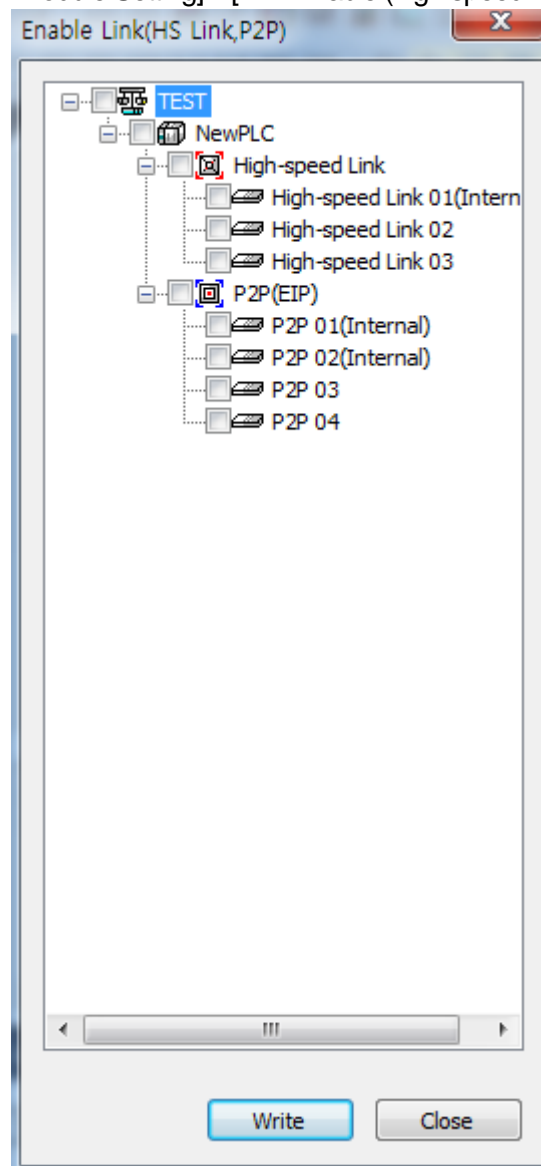 Enable Link(HS Link,P2P)
TEST
NewPLC
High-speed Link
High-speed Link 01(Intern
High-speed Link 02
High-speed Link 03
P2P(EIP)
P2P 01(Internal)
P2P 02(Internal)
P2P 03
P2P 04
Write
Close